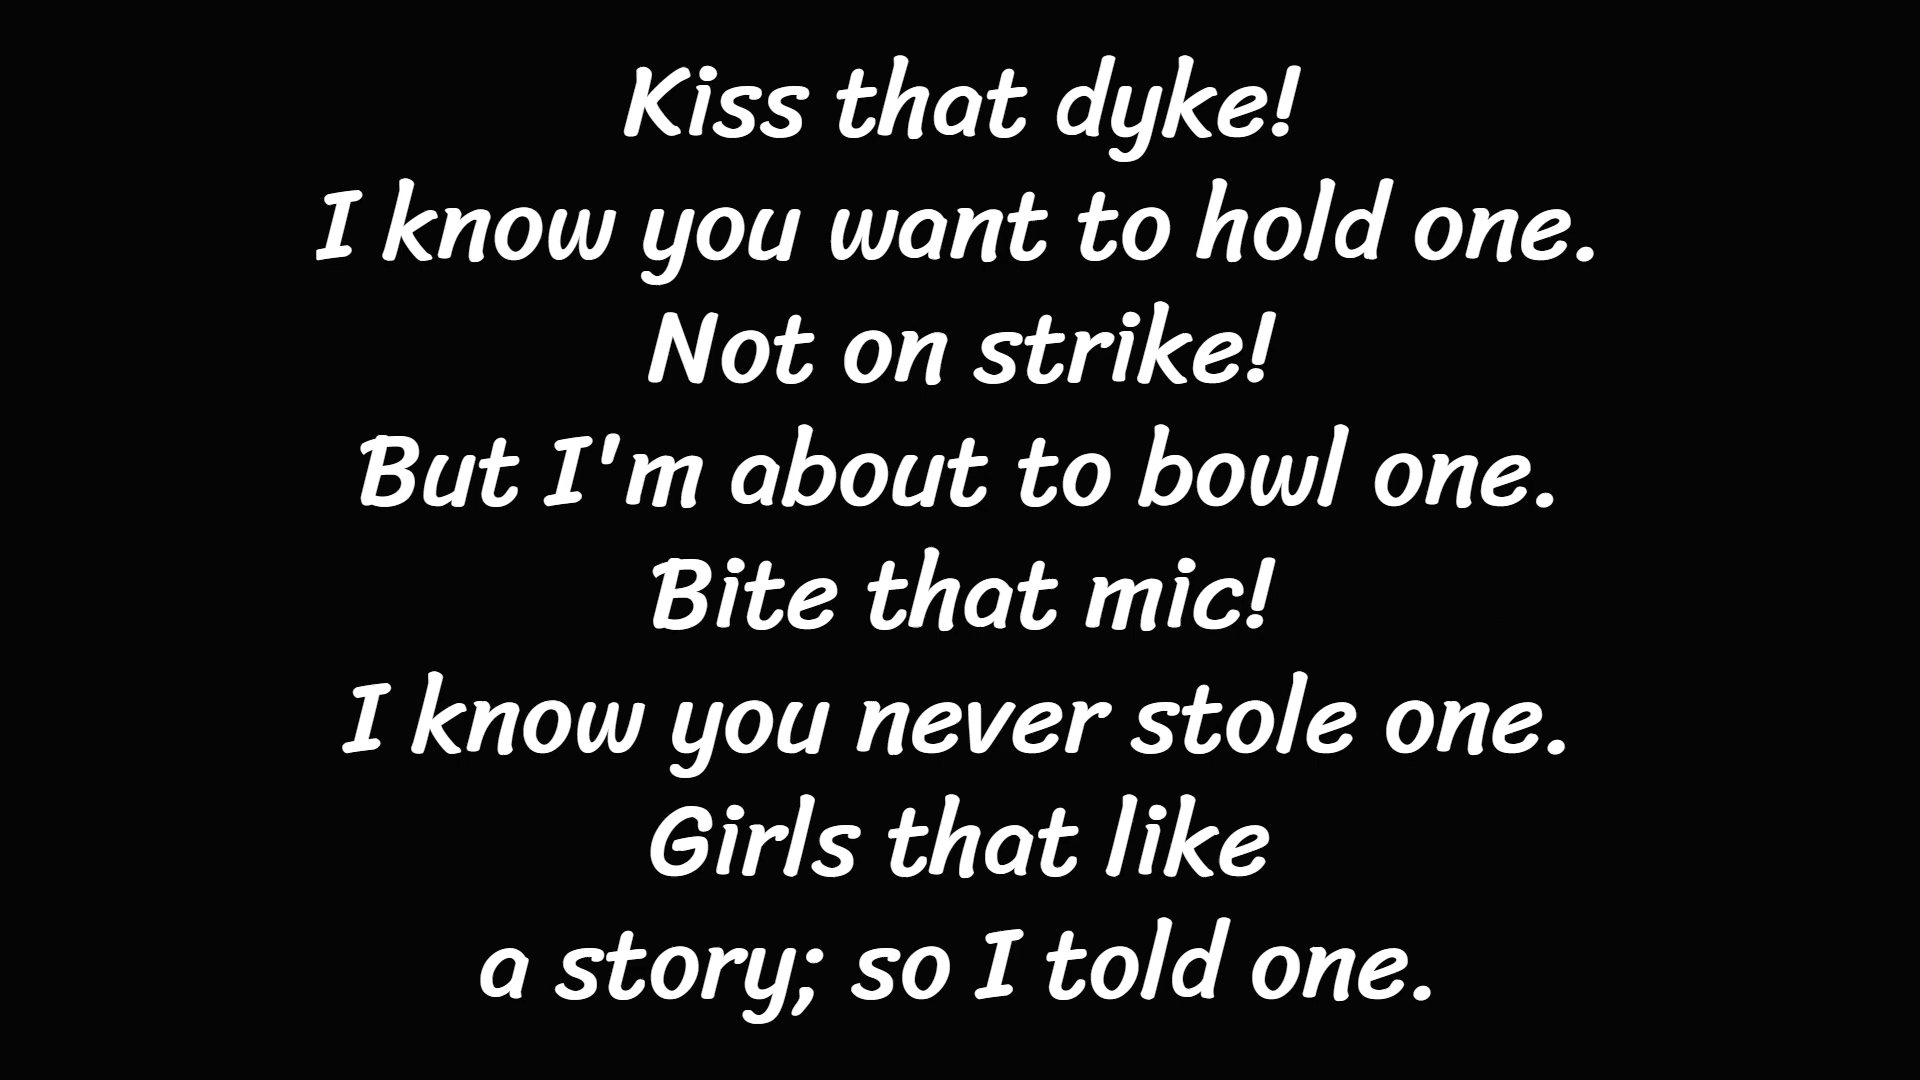 Kiss that dyke!
I know you want to hold one.
Not on strike!
But I'm about to bowl one.
Bite that mic!
I know you never stole one.
Girls that like
a story; so I told one.